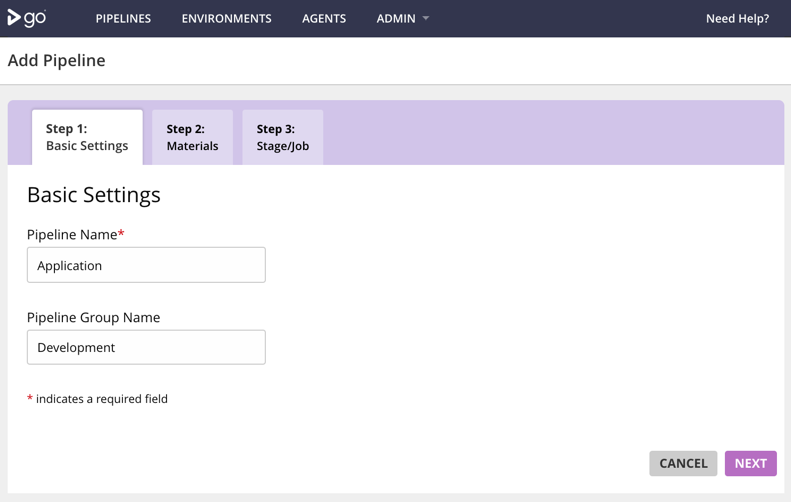 go
PIPELINES ENVIRONMENTS AGENTS ADMIN Need Help?
Add Pipeline
Step 1: Step 2: Step 3:
Basic Settings Materials Stage/Job
Basic Settings
Pipeline Name*
Application
Pipeline Group Name
Development
* indicates a required field
CANCEL NEXT